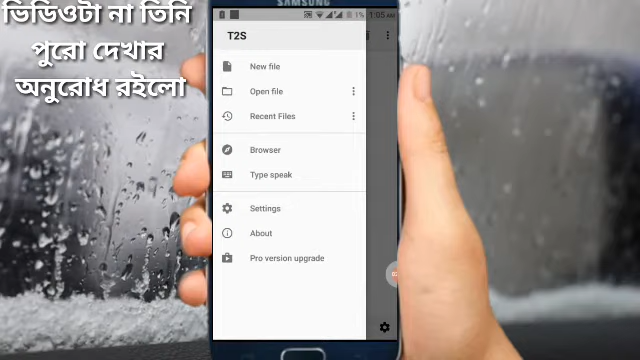 ভিডিওটা না তিনি
পুরো দেখার
অনুরোধ রইলো
SAMSUNG
1% 1:05 AM
T2S
New file
Open file
Recent Files
Browser
Type speak
Settings
About
Pro version upgrade